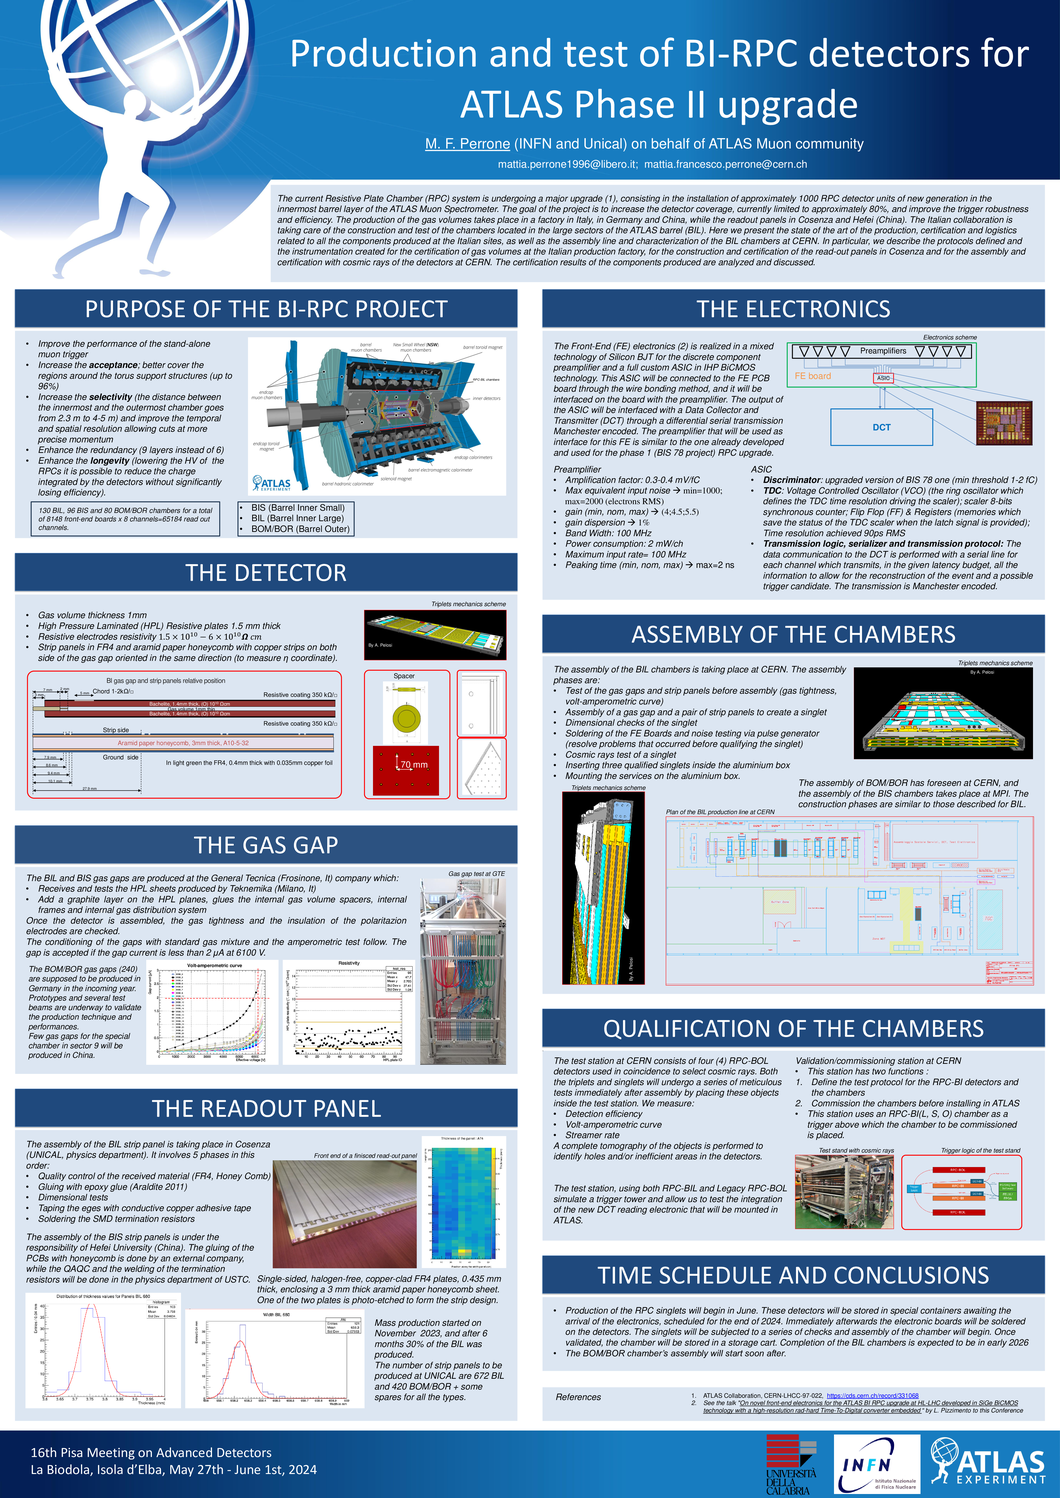 Production and test of BI-RPC detectors for
ATLAS Phase II upgrade
M. F. Perrone (INFN and Unical) on behalf of ATLAS Muon community
mattia.perrone1996@libero.it; mattia.francesco.perrone@cern.ch
The current Resistive Plate Chamber (RPC) system is undergoing a major upgrade (1), consisting in the installation of approximately 1000 RPC detector units of new generation in the
innermost barrel layer of the ATLAS Muon Spectrometer. The goal of the project is to increase the detector coverage, currently limited to approximately 80%, and improve the trigger robustness
and efficiency. The production of the gas volumes takes place in a factory in Italy, in Germany and China, while the readout panels in Cosenza and Hefei (China). The Italian collaboration is
taking care of the construction and test of the chambers located in the large sectors of the ATLAS barrel (BIL). Here we present the state of the art of the production, certification and logistics
related to all the components produced at the Italian sites, as well as the assembly line and characterization of the BIL chambers at CERN. In particular, we describe the protocols defined and
the instrumentation created for the certification of gas volumes at the Italian production factory, for the construction and certification of the read-out panels in Cosenza and for the assembly and
certification with cosmic rays of the detectors at CERN. The certification results of the components produced are analyzed and discussed.
PURPOSE OF THE BI-RPC PROJECT
• Improve the performance of the stand-alone
muon trigger
• Increase the acceptance; better cover the
regions around the torus support structures (up to
96%)
• Increase the selectivity (the distance between
the innermost and the outermost chamber goes
from 2.3 m to 4-5 m) and improve the temporal
and spatial resolution allowing cuts at more
precise momentum
• Enhance the redundancy (9 layers instead of 6)
• Enhance the longevity (lowering the HV of the
RPCs it is possible to reduce the charge
integrated by the detectors without significantly
losing efficiency).
barrel
muon chambers
New Small Wheel (NSW)
muon chambers
barrel toroid magnet
RPC-BIL chambers
endcap
muon chambers
inner detectors
endcap toroid
magnet
endcap calorimeters
barrel electromagnetic calorimeter
solenoid magnet
barrel hadronic calorimeter
ATLAS
EXPERIMENT
130 BIL, 96 BIS and 80 BOM/BOR chambers for a total
of 8148 front-end boards x 8 channels=65184 read out
channels.
• BIS (Barrel Inner Small)
• BIL (Barrel Inner Large)
• BOM/BOR (Barrel Outer)
THE DETECTOR
Triplets mechanics scheme
• Gas volume thickness 1mm
• High Pressure Laminated (HPL) Resistive plates 1.5 mm thick
• Resistive electrodes resistivity 1.5 × 10¹⁰ − 6 × 10¹⁰ Ω cm
• Strip panels in FR4 and aramid paper honeycomb with copper strips on both
side of the gas gap oriented in the same direction (to measure η coordinate).
By A. Pelosi
BI gas gap and strip panels relative position
Chord 1-2kΩ/□
Resistive coating 350 kΩ/□
Bachelite, 1.4mm thick, (Ω) 10¹⁰ Ωcm
Gas volume 1mm thin
Bachelite, 1.4mm thick, (Ω) 10¹⁰ Ωcm
Resistive coating 350 kΩ/□
Strip side
Aramid paper honeycomb, 3mm thick, A10-5-32
Ground side
In light green the FR4, 0.4mm thick with 0.035mm copper foil
27.8 mm
Spacer
70 mm
THE GAS GAP
The BIL and BIS gas gaps are produced at the General Tecnica (Frosinone, It) company which:
• Receives and tests the HPL sheets produced by Teknemika (Milano, It)
• Add a graphite layer on the HPL planes, glues the internal gas volume spacers, internal
frames and internal gas distribution system
Once the detector is assembled, the gas tightness and the insulation of the polaritazion
electrodes are checked.
The conditioning of the gaps with standard gas mixture and the amperometric test follow. The
gap is accepted if the gap current is less than 2 µA at 6100 V.
Gas gap test at GTE
The BOM/BOR gas gaps (240)
are supposed to be produced in
Germany in the incoming year.
Prototypes and several test
beams are underway to validate
the production technique and
performances.
Few gas gaps for the special
chamber in sector 9 will be
produced in China.
Volt-amperometric curve
Effective voltage [V]
Resistivity
HPL plate #
THE READOUT PANEL
The assembly of the BIL strip panel is taking place in Cosenza
(UNICAL, physics department). It involves 5 phases in this
order:
• Quality control of the received material (FR4, Honey Comb)
• Gluing with epoxy glue (Araldite 2011)
• Dimensional tests
• Taping the eges with conductive copper adhesive tape
• Soldering the SMD termination resistors
Front end of a finisced read-out panel
The assembly of the BIS strip panels is under the
responsibility of Hefei University (China). The gluing of the
PCBs with honeycomb is done by an external company,
while the QAQC and the welding of the termination
resistors will be done in the physics department of USTC.
Single-sided, halogen-free, copper-clad FR4 plates, 0.435 mm
thick, enclosing a 3 mm thick aramid paper honeycomb sheet.
One of the two plates is photo-etched to form the strip design.
Distribution of thickness values for Panels BIL 680
Thickness (mm)
Width BIL 680
Mass production started on
November 2023, and after 6
months 30% of the BIL was
produced.
The number of strip panels to be
produced at UNICAL are 672 BIL
and 420 BOM/BOR + some
spares for all the types.
THE ELECTRONICS
Electronics scheme
The Front-End (FE) electronics (2) is realized in a mixed
technology of Silicon BJT for the discrete component
preamplifier and a full custom ASIC in IHP BiCMOS
technology. This ASIC will be connected to the FE PCB
board through the wire bonding method, and it will be
interfaced on the board with the preamplifier. The output of
the ASIC will be interfaced with a Data Collector and
Transmitter (DCT) through a differential serial transmission
Manchester encoded. The preamplifier that will be used as
interface for this FE is similar to the one already developed
and used for the phase 1 (BIS 78 project) RPC upgrade.
Preamplifiers
FE board
ASIC
DCT
Preamplifier
• Amplification factor: 0.3-0.4 mV/fC
• Max equivalent input noise → min=1000;
max=2000 (electrons RMS)
• gain (min, nom, max) → (4;4.5;5.5)
• gain dispersion → 1%
• Band Width: 100 MHz
• Power consumption: 2 mW/ch
• Maximum input rate= 100 MHz
• Peaking time (min, nom, max) → max=2 ns
ASIC
• Discriminator: upgraded version of BIS 78 one (min threshold 1-2 fC)
• TDC: Voltage Controlled Oscillator (VCO) (the ring oscillator which
defines the TDC time resolution driving the scaler); scaler 8-bits
synchronous counter; Flip Flop (FF) & Registers (memories which
save the status of the TDC scaler when the latch signal is provided);
Time resolution achieved 90ps RMS
• Transmission logic, serializer and transmission protocol: The
data communication to the DCT is performed with a serial line for
each channel which transmits, in the given latency budget, all the
information to allow for the reconstruction of the event and a possible
trigger candidate. The transmission is Manchester encoded.
ASSEMBLY OF THE CHAMBERS
Triplets mechanics scheme
The assembly of the BIL chambers is taking place at CERN. The assembly
phases are:
• Test of the gas gaps and strip panels before assembly (gas tightness,
volt-amperometric curve)
• Assembly of a gas gap and a pair of strip panels to create a singlet
• Dimensional checks of the singlet
• Soldering of the FE Boards and noise testing via pulse generator
(resolve problems that occurred before qualifying the singlet)
• Cosmic rays test of a singlet
• Inserting three qualified singlets inside the aluminium box
• Mounting the services on the aluminium box.
By A. Pelosi
The assembly of BOM/BOR has foreseen at CERN, and
the assembly of the BIS chambers takes place at MPI. The
construction phases are similar to those described for BIL.
Triplets mechanics scheme
By A. Pelosi
Plan of the BIL production line at CERN
QUALIFICATION OF THE CHAMBERS
The test station at CERN consists of four (4) RPC-BOL
detectors used in coincidence to select cosmic rays. Both
the triplets and singlets will undergo a series of meticulous
tests immediately after assembly by placing these objects
inside the test station. We measure:
• Detection efficiency
• Volt-amperometric curve
• Streamer rate
A complete tomography of the objects is performed to
identify holes and/or inefficient areas in the detectors.
The test station, using both RPC-BIL and Legacy RPC-BOL
simulate a trigger tower and allow us to test the integration
of the new DCT reading electronic that will be mounted in
ATLAS.
Validation/commissioning station at CERN
• This station has two functions :
1. Define the test protocol for the RPC-BI detectors and
the chambers
2. Commission the chambers before installing in ATLAS
• This station uses an RPC-BI(L, S, O) chamber as a
trigger above which the chamber to be commissioned
is placed.
Test stand with cosmic rays
Trigger logic of the test stand
RPC-BOL
RPC-BI
RPC-BI
RPC-BOL
TIME SCHEDULE AND CONCLUSIONS
• Production of the RPC singlets will begin in June. These detectors will be stored in special containers awaiting the
arrival of the electronics, scheduled for the end of 2024. Immediately afterwards the electronic boards will be soldered
on the detectors. The singlets will be subjected to a series of checks and assembly of the chamber will begin. Once
validated, the chamber will be stored in a storage cart. Completion of the BIL chambers is expected to be in early 2026
• The BOM/BOR chamber's assembly will start soon after.
References
1. ATLAS Collaboration, CERN-LHCC-97-022, https://cds.cern.ch/record/331068
2. See the talk "On novel front-end electronics for the ATLAS BI RPC upgrade at HL-LHC developed in SiGe BiCMOS
technology with a high-resolution rad-hard Time-To-Digital converter embedded " by L. Pizzimento to this Conference
16th Pisa Meeting on Advanced Detectors
La Biodola, Isola d'Elba, May 27th - June 1st, 2024
UNIVERSITÀ
DELLA
CALABRIA
INFN
Istituto Nazionale
di Fisica Nucleare
ATLAS
EXPERIMENT